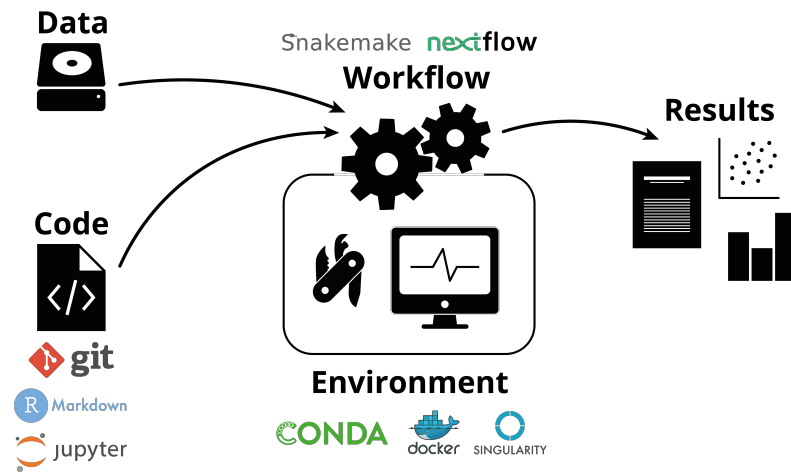 Data
Snakemake nextflow
Workflow
Results
Code
</>
git
R Markdown
jupyter
Environment
CONDA
docker
SINGULARITY